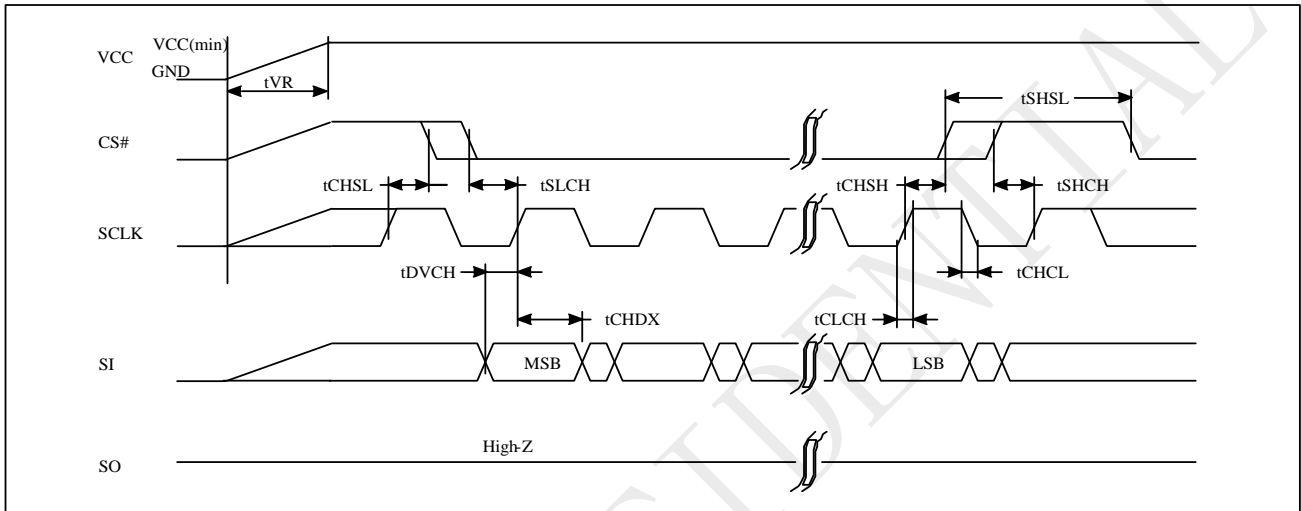 VCC(min)
VCC
GND
tVR
tSHSL
CS#
tCHSL
tSLCH
tCHSH
tSHCH
SCLK
tDVCH
tCHCL
tCHDX
tCLCH
SI
MSB
LSB
High-Z
SO